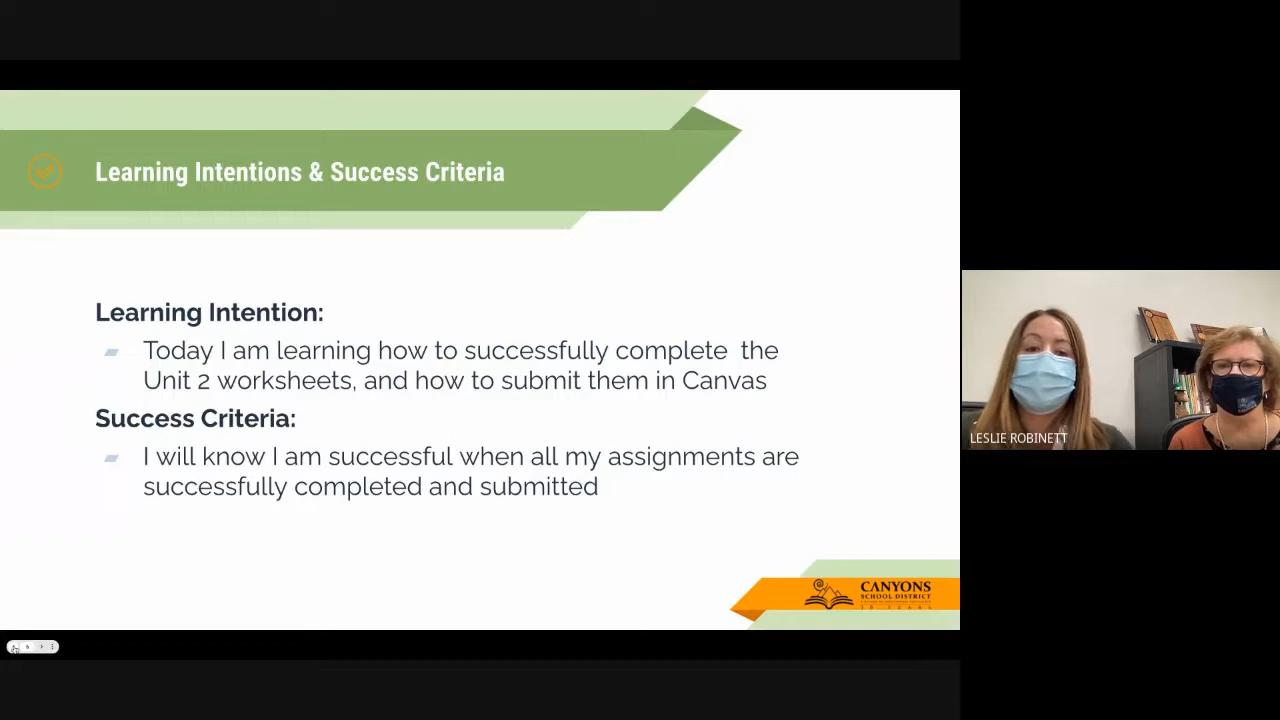 Learning Intentions & Success Criteria
Learning Intention:
Today I am learning how to successfully complete the
Unit 2 worksheets, and how to submit them in Canvas
Success Criteria:
I will know I am successful when all my assignments are
successfully completed and submitted
CANYONS
SCHOOL DISTRICT
LESLIE ROBINETT